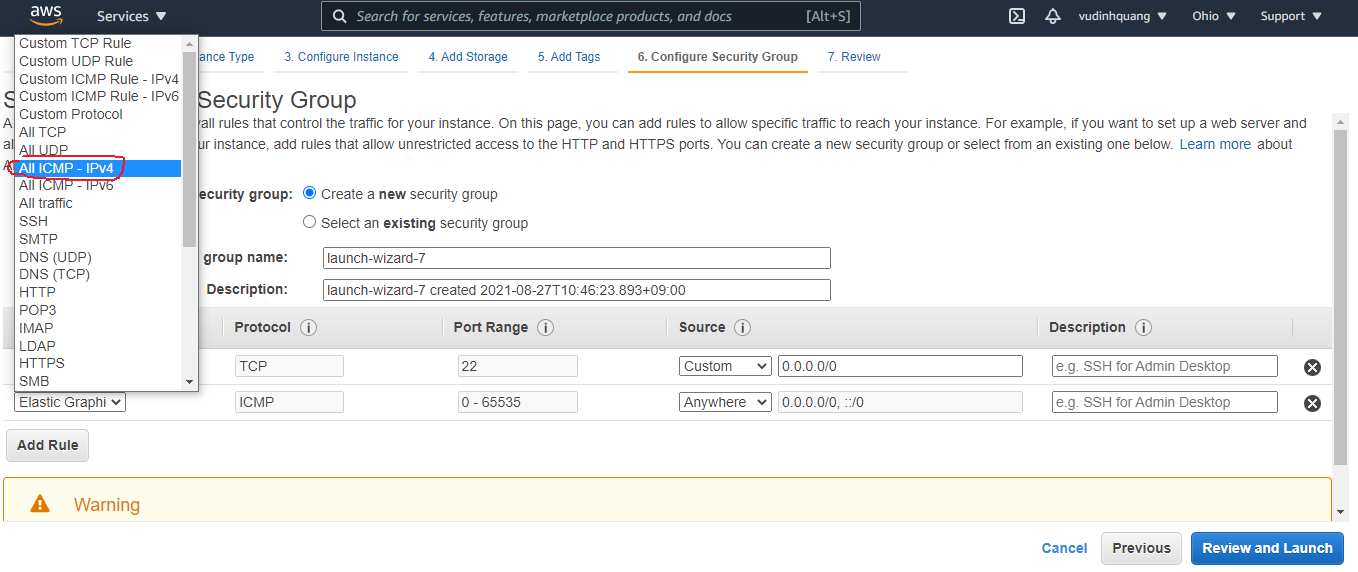 aws
Services
Search for services, features, marketplace products, and docs [Alt+S]
vudinhquang
Ohio
Support
Custom TCP Rule
Custom UDP Rule
Custom ICMP Rule - IPv4
Custom ICMP Rule - IPv6
Custom Protocol
All TCP
All UDP
All ICMP - IPv4
All ICMP - IPv6
All traffic
SSH
SMTP
DNS (UDP)
DNS (TCP)
HTTP
POP3
IMAP
LDAP
HTTPS
SMB
ance Type
3. Configure Instance
4. Add Storage
5. Add Tags
6. Configure Security Group
7. Review
Security Group
all rules that control the traffic for your instance. On this page, you can add rules to allow specific traffic to reach your instance. For example, if you want to set up a web server and
ur instance, add rules that allow unrestricted access to the HTTP and HTTPS ports. You can create a new security group or select from an existing one below. Learn more about
ecurity group:
Create a new security group
Select an existing security group
group name:
launch-wizard-7
Description:
launch-wizard-7 created 2021-08-27T10:46:23.893+09:00
Protocol
Port Range
Source
Description
TCP
22
Custom
0.0.0.0/0
e.g. SSH for Admin Desktop
Elastic Graphi
ICMP
0 - 65535
Anywhere
0.0.0.0/0, ::/0
e.g. SSH for Admin Desktop
Add Rule
Warning
Cancel
Previous
Review and Launch